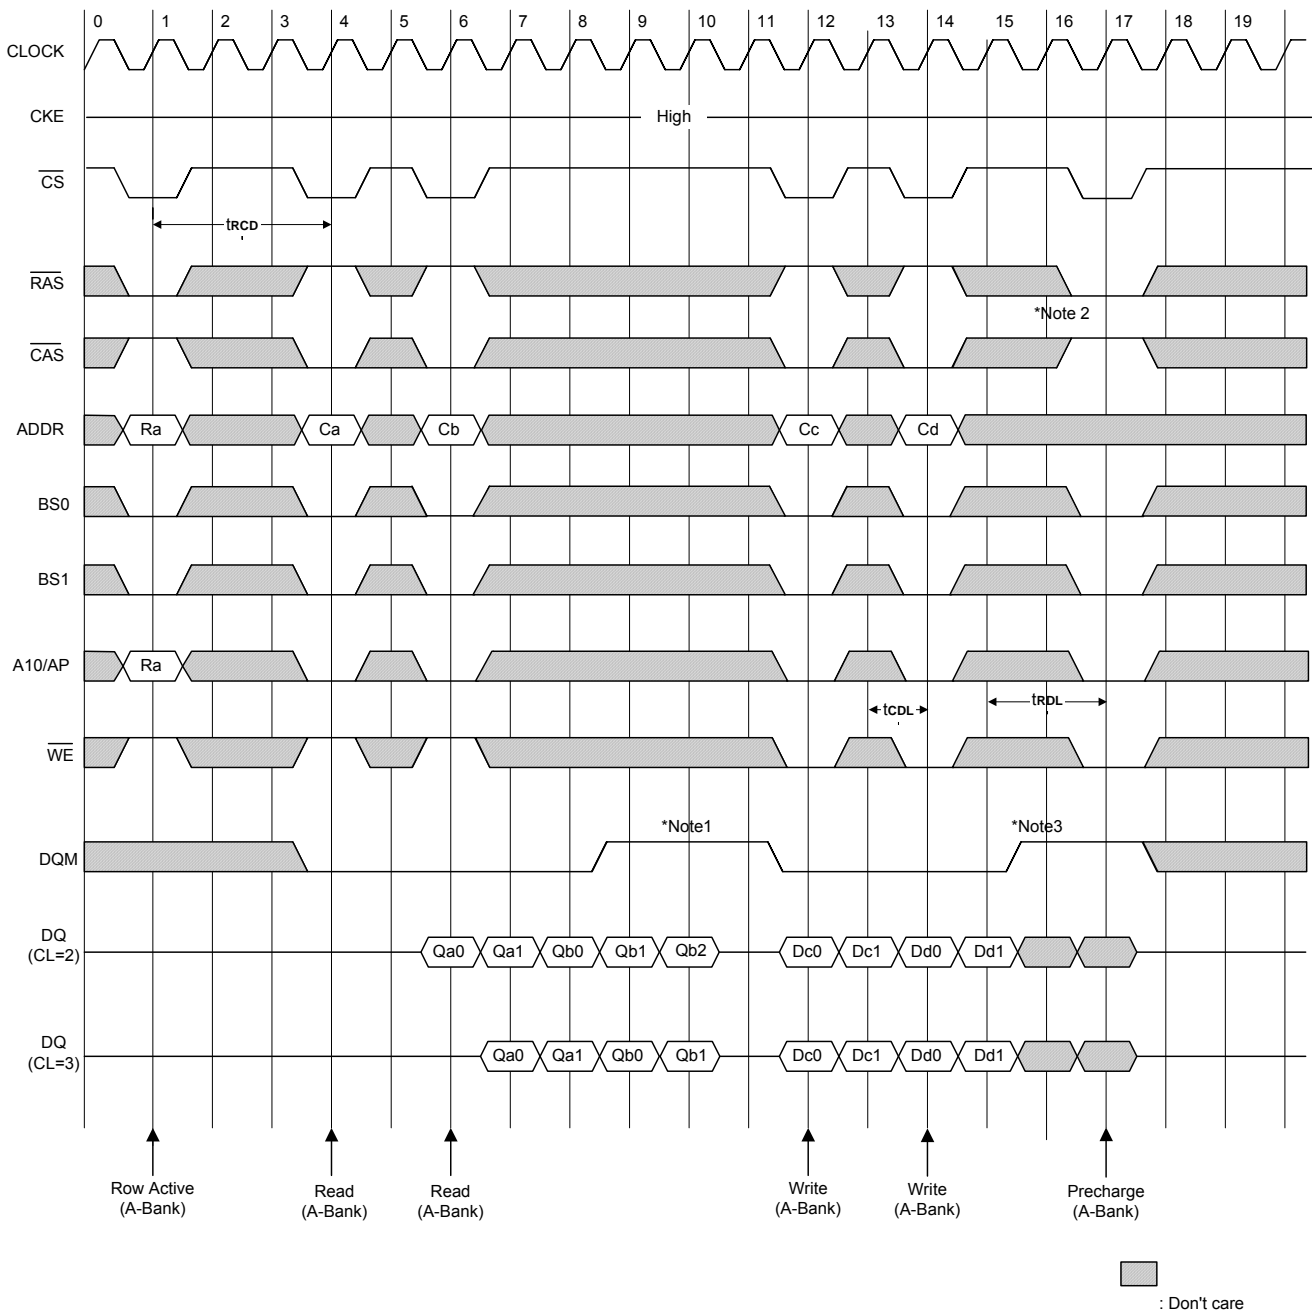 0 1 2 3 4 5 6 7 8 9 10 11 12 13 14 15 16 17 18 19
CLOCK
CKE High
CS
tRCD
RAS
*Note 2
CAS
ADDR Ra Ca Cb Cc Cd
BS0
BS1
A10/AP Ra
tCDL tRDL
WE
*Note1 *Note3
DQM
DQ
(CL=2) Qa0 Qa1 Qb0 Qb1 Qb2 Dc0 Dc1 Dd0 Dd1
DQ
(CL=3) Qa0 Qa1 Qb0 Qb1 Dc0 Dc1 Dd0 Dd1
Row Active
(A-Bank)
Read
(A-Bank)
Read
(A-Bank)
Write
(A-Bank)
Write
(A-Bank)
Precharge
(A-Bank)
: Don't care